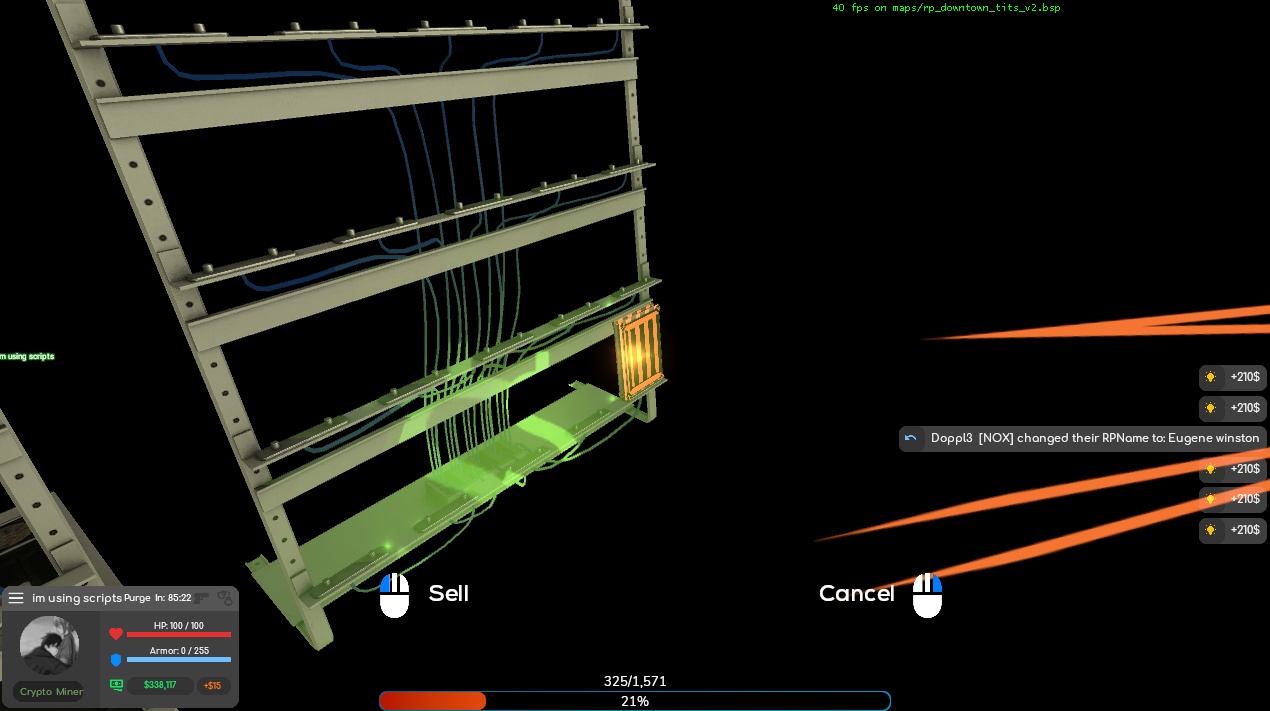 40 fps on maps/rp_downtown_tits_v2.bsp
m using scripts
+210$
+210$
Doppl3 [NOX] changed their RPName to: Eugene winston
+210$
+210$
+210$
Sell
Cancel
im using scripts Purge In: 85:22
HP: 100 / 100
Armor: 0 / 255
Crypto Miner
$338,117
+$15
325/1,571
21%